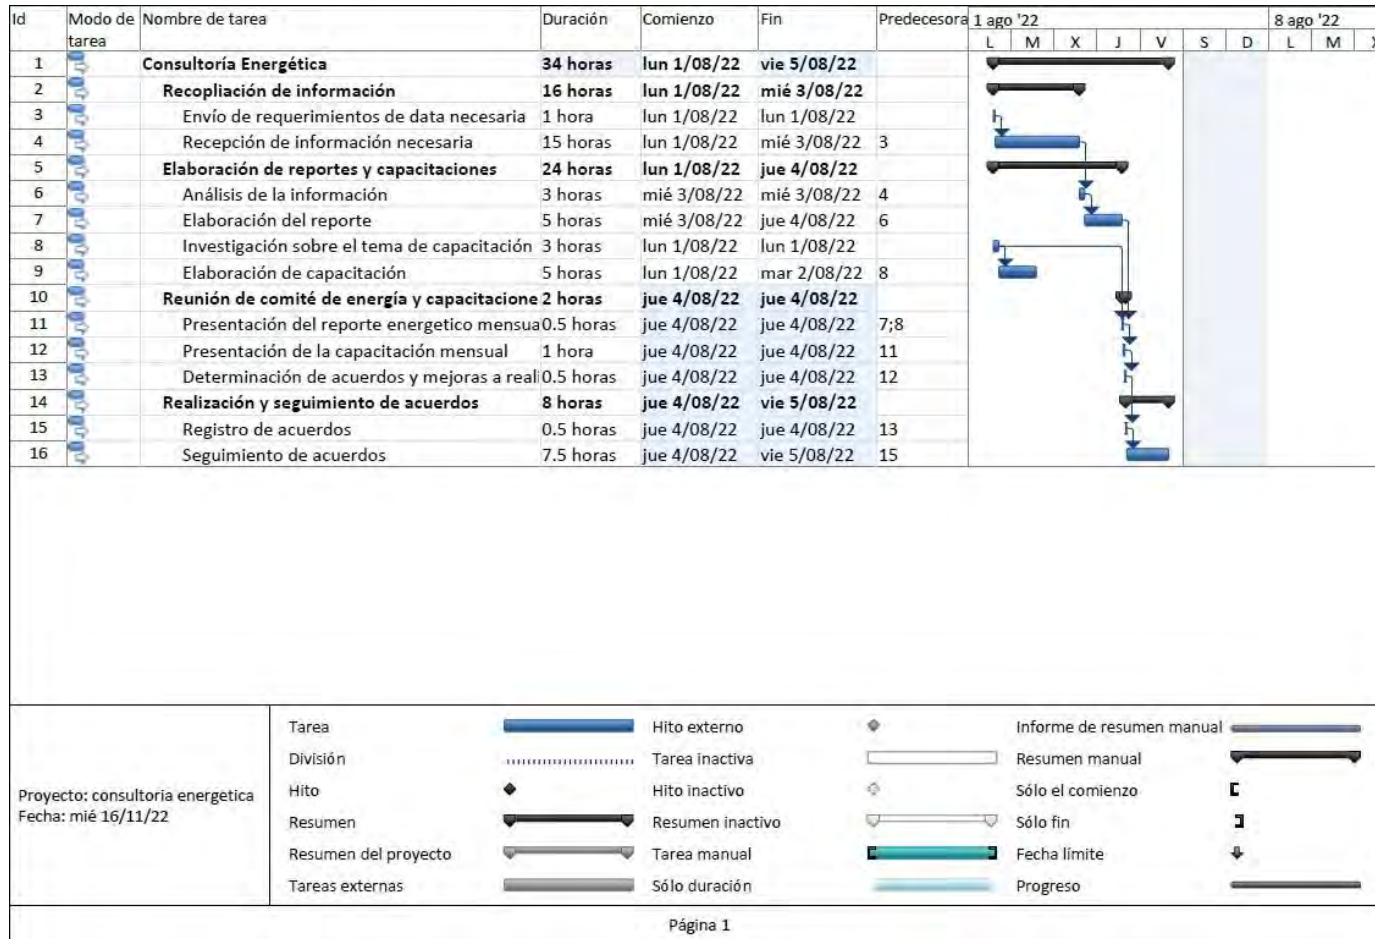 Id Modo de tarea Nombre de tarea Duración Comienzo Fin Predecesora 1 ago '22 8 ago '22
L M X J V S D L M X
1 Consultoría Energética 34 horas lun 1/08/22 vie 5/08/22
2 Recopliación de información 16 horas lun 1/08/22 mié 3/08/22
3 Envío de requerimientos de data necesaria 1 hora lun 1/08/22 lun 1/08/22
4 Recepción de información necesaria 15 horas lun 1/08/22 mié 3/08/22 3
5 Elaboración de reportes y capacitaciones 24 horas lun 1/08/22 jue 4/08/22
6 Análisis de la información 3 horas mié 3/08/22 mié 3/08/22 4
7 Elaboración del reporte 5 horas mié 3/08/22 jue 4/08/22 6
8 Investigación sobre el tema de capacitación 3 horas lun 1/08/22 lun 1/08/22
9 Elaboración de capacitación 5 horas lun 1/08/22 mar 2/08/22 8
10 Reunión de comité de energía y capacitacione 2 horas jue 4/08/22 jue 4/08/22
11 Presentación del reporte energetico mensua 0.5 horas jue 4/08/22 jue 4/08/22 7;8
12 Presentación de la capacitación mensual 1 hora jue 4/08/22 jue 4/08/22 11
13 Determinación de acuerdos y mejoras a reali 0.5 horas jue 4/08/22 jue 4/08/22 12
14 Realización y seguimiento de acuerdos 8 horas jue 4/08/22 vie 5/08/22
15 Registro de acuerdos 0.5 horas jue 4/08/22 jue 4/08/22 13
16 Seguimiento de acuerdos 7.5 horas jue 4/08/22 vie 5/08/22 15
Proyecto: consultoria energetica
Fecha: mié 16/11/22
Tarea Hito externo Informe de resumen manual
División Tarea inactiva Resumen manual
Hito Hito inactivo Sólo el comienzo
Resumen Resumen inactivo Sólo fin
Resumen del proyecto Tarea manual Fecha límite
Tareas externas Sólo duración Progreso
Página 1